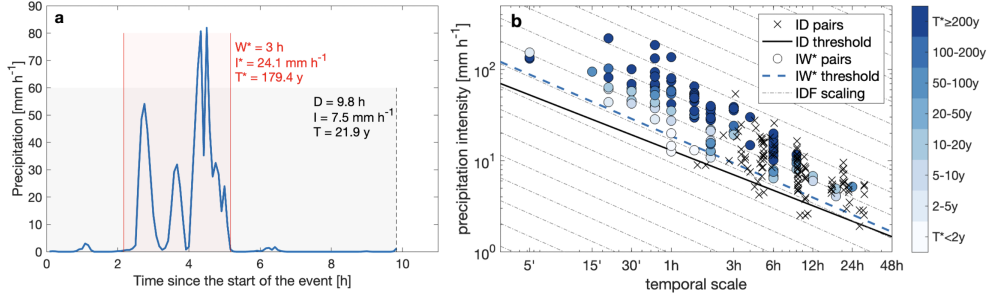 a
Precipitation [mm h⁻¹]
90
80
70
60
50
40
30
20
10
0
W* = 3 h
I* = 24.1 mm h⁻¹
T* = 179.4 y
D = 9.8 h
I = 7.5 mm h⁻¹
T = 21.9 y
0 2 4 6 8 10
Time since the start of the event [h]
b
precipitation intensity [mm h⁻¹]
10²
10¹
10⁰
ID pairs
ID threshold
IW* pairs
IW* threshold
IDF scaling
5' 15' 30' 1h 3h 6h 12h 24h 48h
temporal scale
T*≥200y
100-200y
50-100y
20-50y
10-20y
5-10y
2-5y
T*<2y